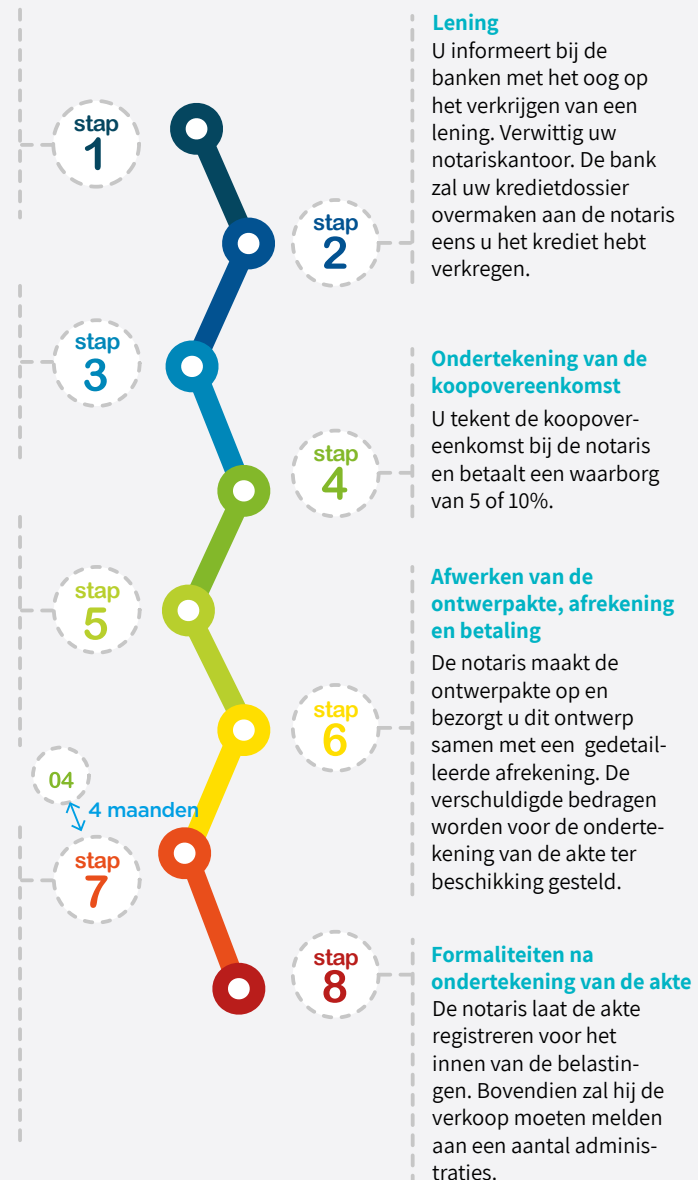 Lening
U informeert bij de
banken met het oog op
het verkrijgen van een
lening. Verwittig uw
notariskantoor. De bank
zal uw kredietdossier
overmaken aan de notaris
eens u het krediet hebt
verkregen.
stap
1
stap
2
stap
3
Ondertekening van de
koopovereenkomst
U tekent de koopover-
eenkomst bij de notaris
en betaalt een waarborg
van 5 of 10%.
stap
4
stap
5
Afwerken van de
ontwerpakte, afrekening
en betaling
De notaris maakt de
ontwerpakte op en
bezorgt u dit ontwerp
samen met een gedetail-
leerde afrekening. De
verschuldigde bedragen
worden voor de onderte-
kening van de akte ter
beschikking gesteld.
stap
6
04
4 maanden
stap
7
stap
8
Formaliteiten na
ondertekening van de akte
De notaris laat de akte
registreren voor het
innen van de belastin-
gen. Bovendien zal hij de
verkoop moeten melden
aan een aantal adminis-
traties.